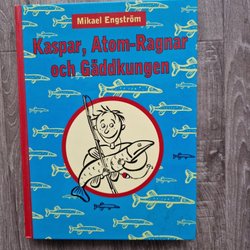 Mikael Engström
Kaspar, Atom-Ragnar
och Gäddkungen